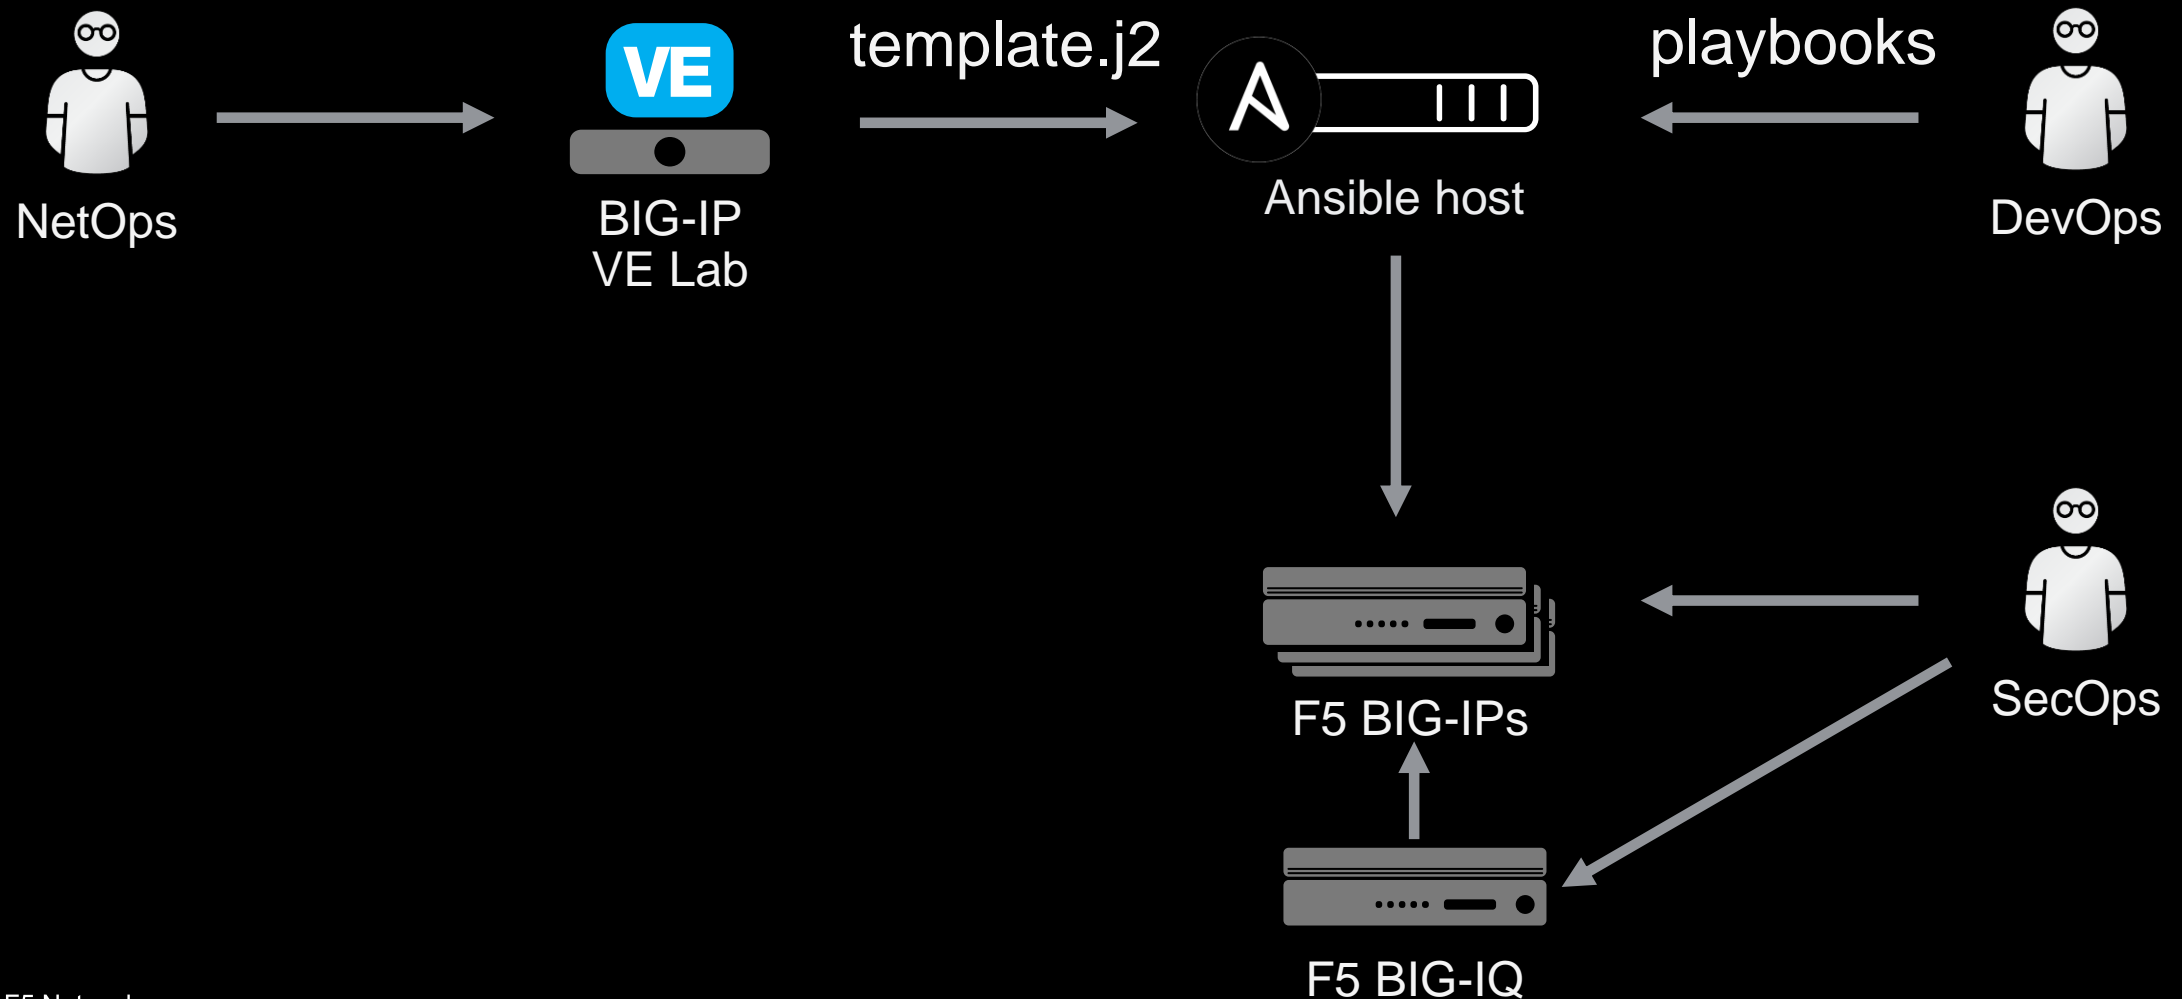 template.j2
playbooks
VE
NetOps
BIG-IP
VE Lab
Ansible host
DevOps
F5 BIG-IPs
SecOps
F5 BIG-IQ